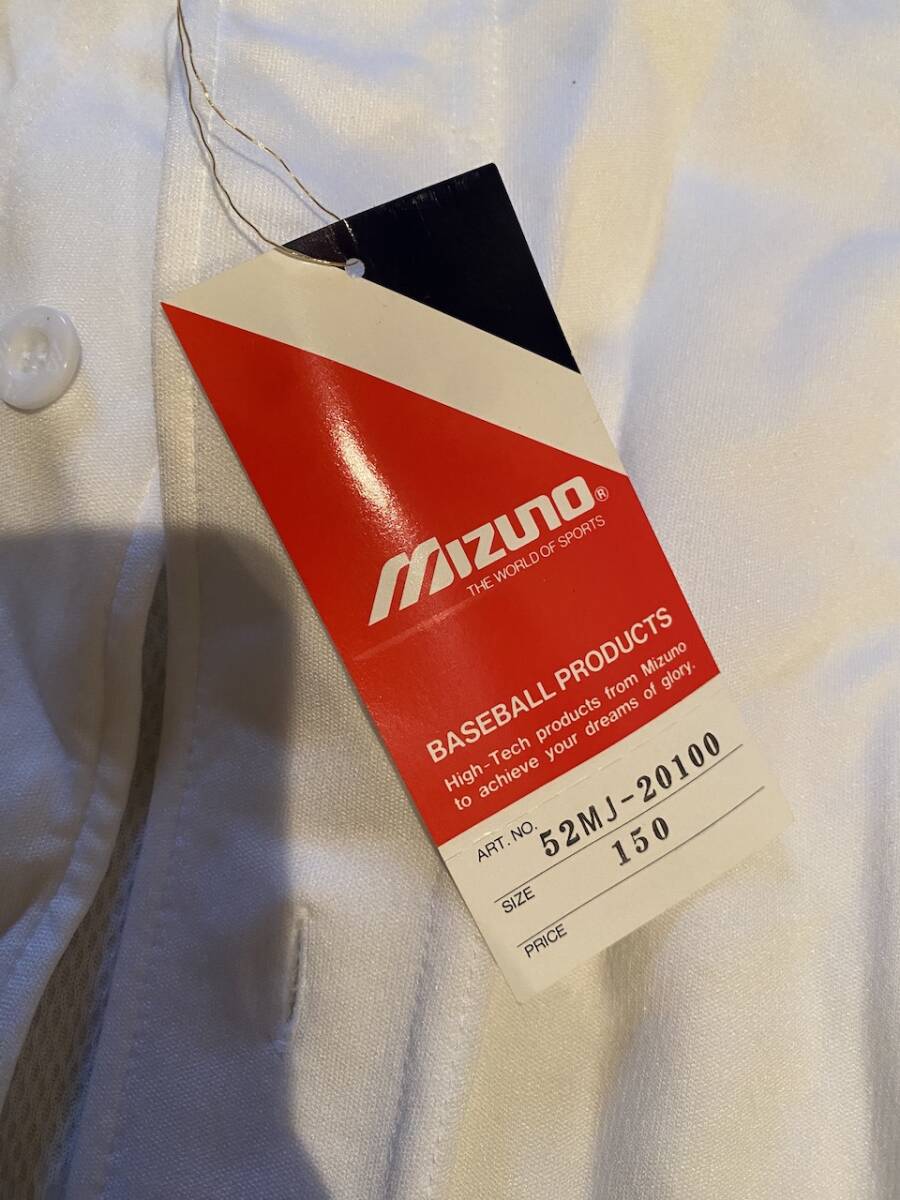 MIZUNO®
THE WORLD OF SPORTS
BASEBALL PRODUCTS
High-Tech products from Mizuno
to achieve your dreams of glory.
ART. NO. 52MJ-20100
SIZE 150
PRICE